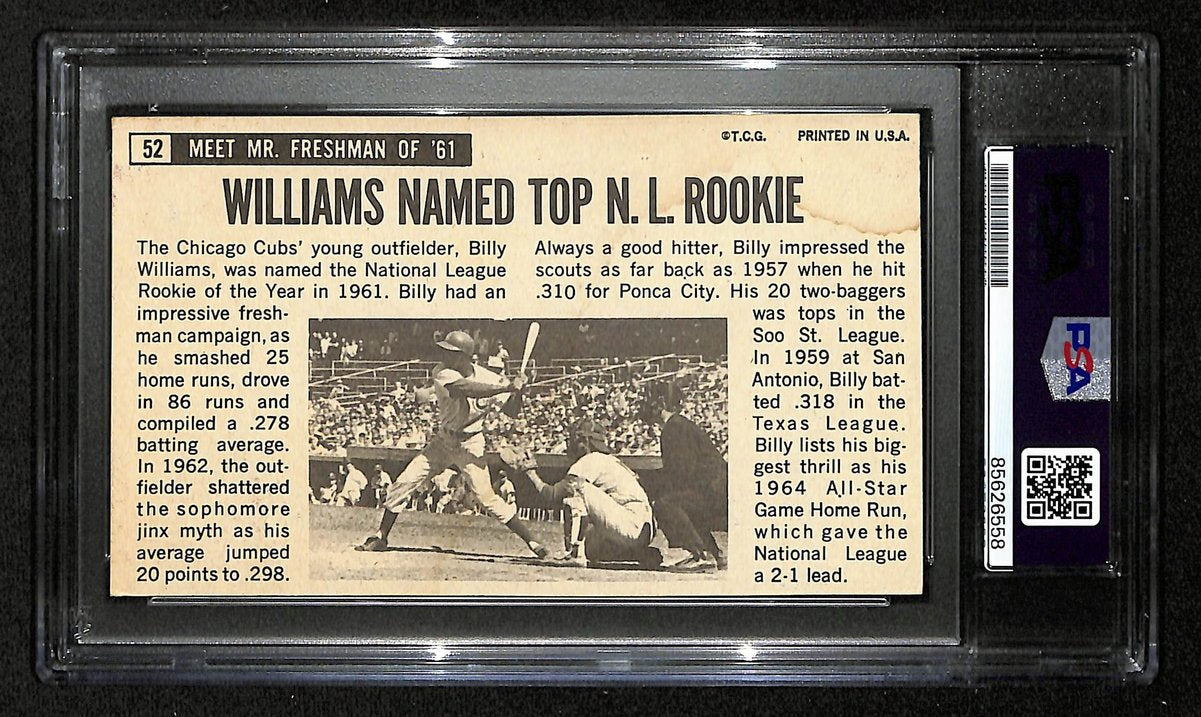 52 MEET MR. FRESHMAN OF '61
©T.C.G. PRINTED IN U.S.A.
WILLIAMS NAMED TOP N. L. ROOKIE
The Chicago Cubs' young outfielder, Billy
Williams, was named the National League
Rookie of the Year in 1961. Billy had an
impressive fresh-
man campaign, as
he smashed 25
home runs, drove
in 86 runs and
compiled a .278
batting average.
In 1962, the out-
fielder shattered
the sophomore
jinx myth as his
average jumped
20 points to .298.
Always a good hitter, Billy impressed the
scouts as far back as 1957 when he hit
.310 for Ponca City. His 20 two-baggers
was tops in the
Soo St. League.
In 1959 at San
Antonio, Billy bat-
ted .318 in the
Texas League.
Billy lists his big-
gest thrill as his
1964 All-Star
Game Home Run,
which gave the
National League
a 2-1 lead.
PSA
PSA
85626558